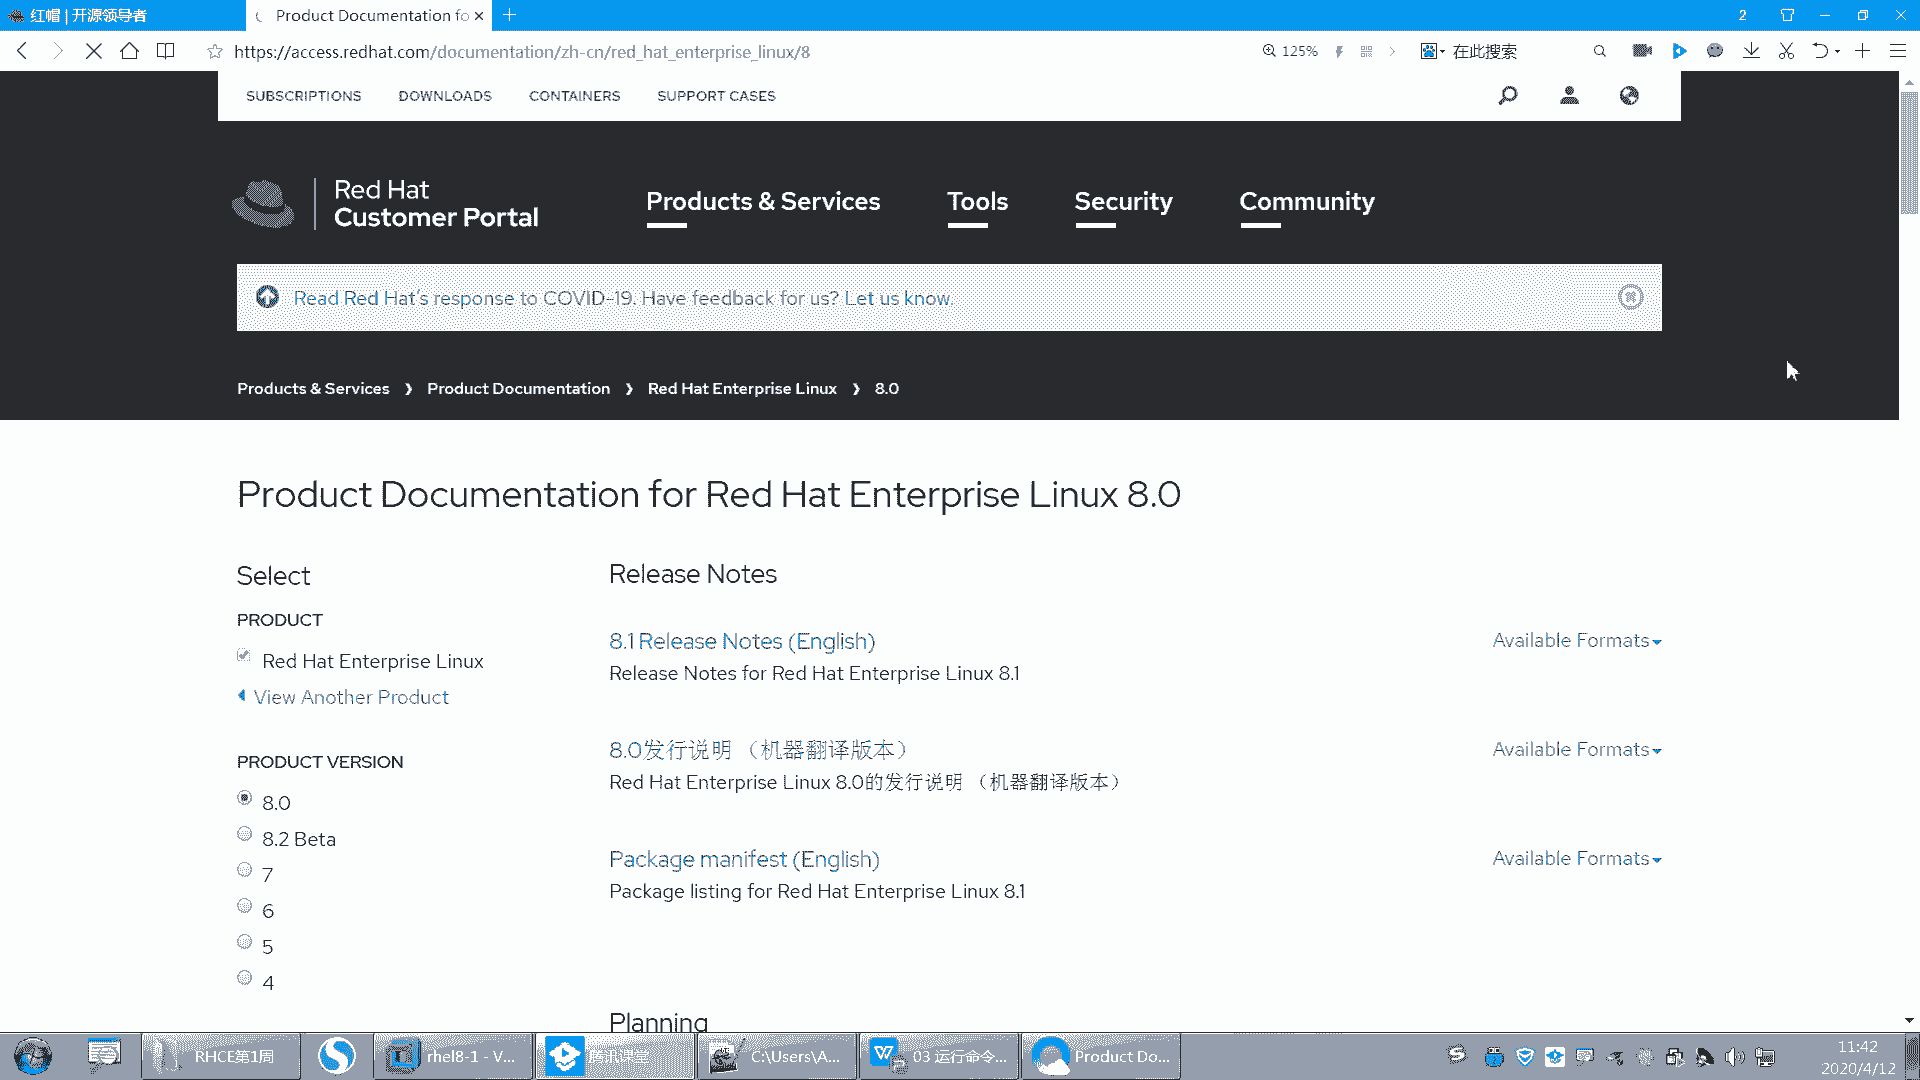 红帽 | 开源领导者
Product Documentation fo
2
https://access.redhat.com/documentation/zh-cn/red_hat_enterprise_linux/8
125%
在此搜索
SUBSCRIPTIONS DOWNLOADS CONTAINERS SUPPORT CASES
Red Hat
Customer Portal
Products & Services Tools Security Community
Read Red Hat's response to COVID-19. Have feedback for us? Let us know.
Products & Services Product Documentation Red Hat Enterprise Linux 8.0
Product Documentation for Red Hat Enterprise Linux 8.0
Select
PRODUCT
Red Hat Enterprise Linux
View Another Product
PRODUCT VERSION
8.0
8.2 Beta
7
6
5
4
Release Notes
8.1 Release Notes (English)
Available Formats
Release Notes for Red Hat Enterprise Linux 8.1
8.0发行说明 （机器翻译版本）
Available Formats
Red Hat Enterprise Linux 8.0的发行说明 （机器翻译版本）
Package manifest (English)
Available Formats
Package listing for Red Hat Enterprise Linux 8.1
Planning
RHCE第1周
rhel8-1 - V...
腾讯课堂
C:\Users\A...
03 运行命令...
Product Do...
11:42
2020/4/12